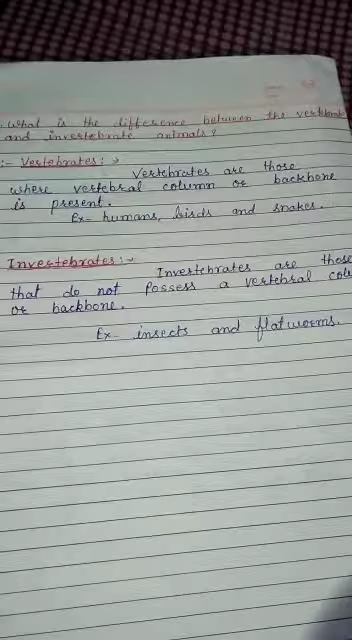 what is the difference between the vertebrate
and invertebrate animals?
:- Vertebrates: >
Vertebrates are those
where vertebral column or backbone
is present.
Ex- humans, birds and snakes.
Invertebrates:-
Invertebrates are those
that do not possess a vertebral colu
or backbone.
Ex- insects and flatworms.